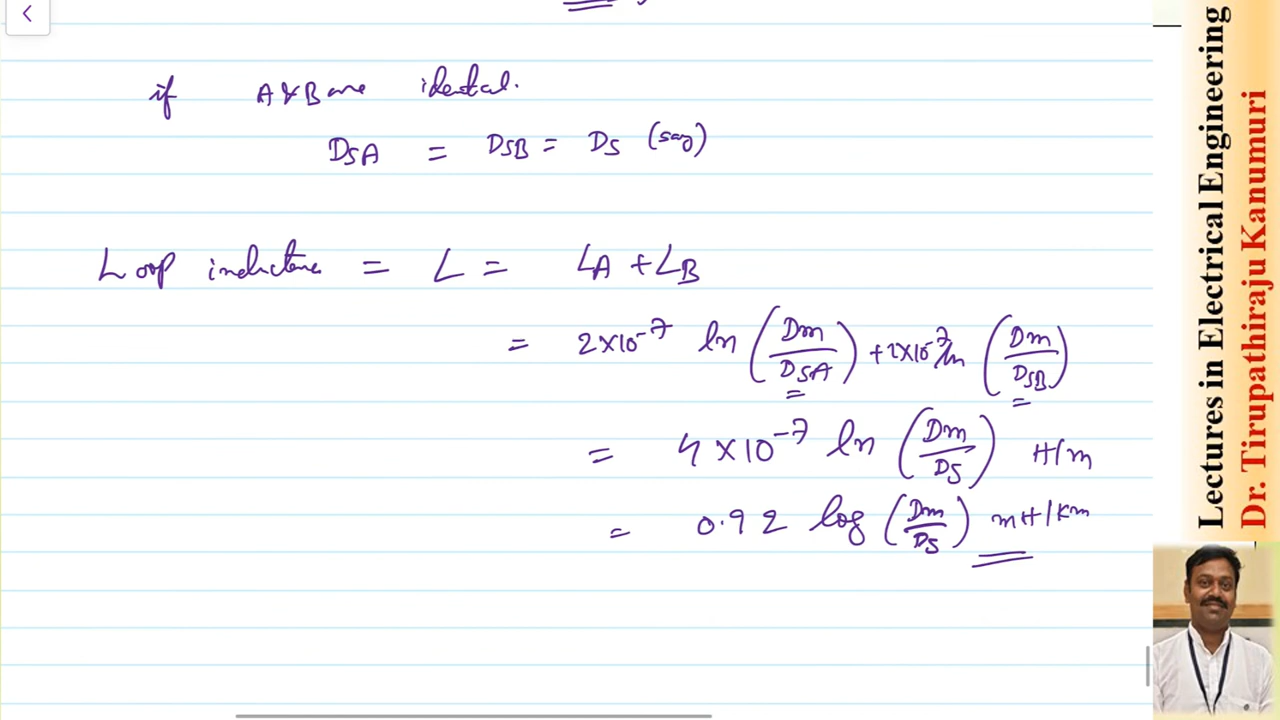 if A & B are identical.
DSA = DSB = DS (say)
Loop inductance = L = LA + LB
= 2×10^-7 ln (Dm/DSA) + 2×10^-7 ln (Dm/DSB)
= 4×10^-7 ln (Dm/DS) H/m
= 0.92 log (Dm/DS) mH/km
Lectures in Electrical Engineering
Dr. Tirupathiraju Kanumuri